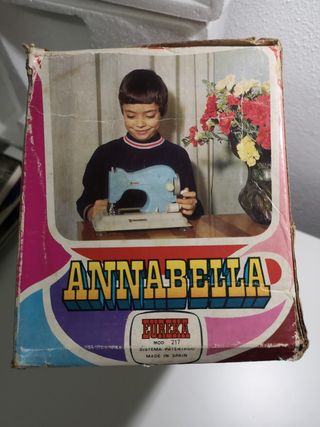 ANNABELLA
EUREKA
MOD 217
SISTEMA PATENTADO
MADE IN SPAIN